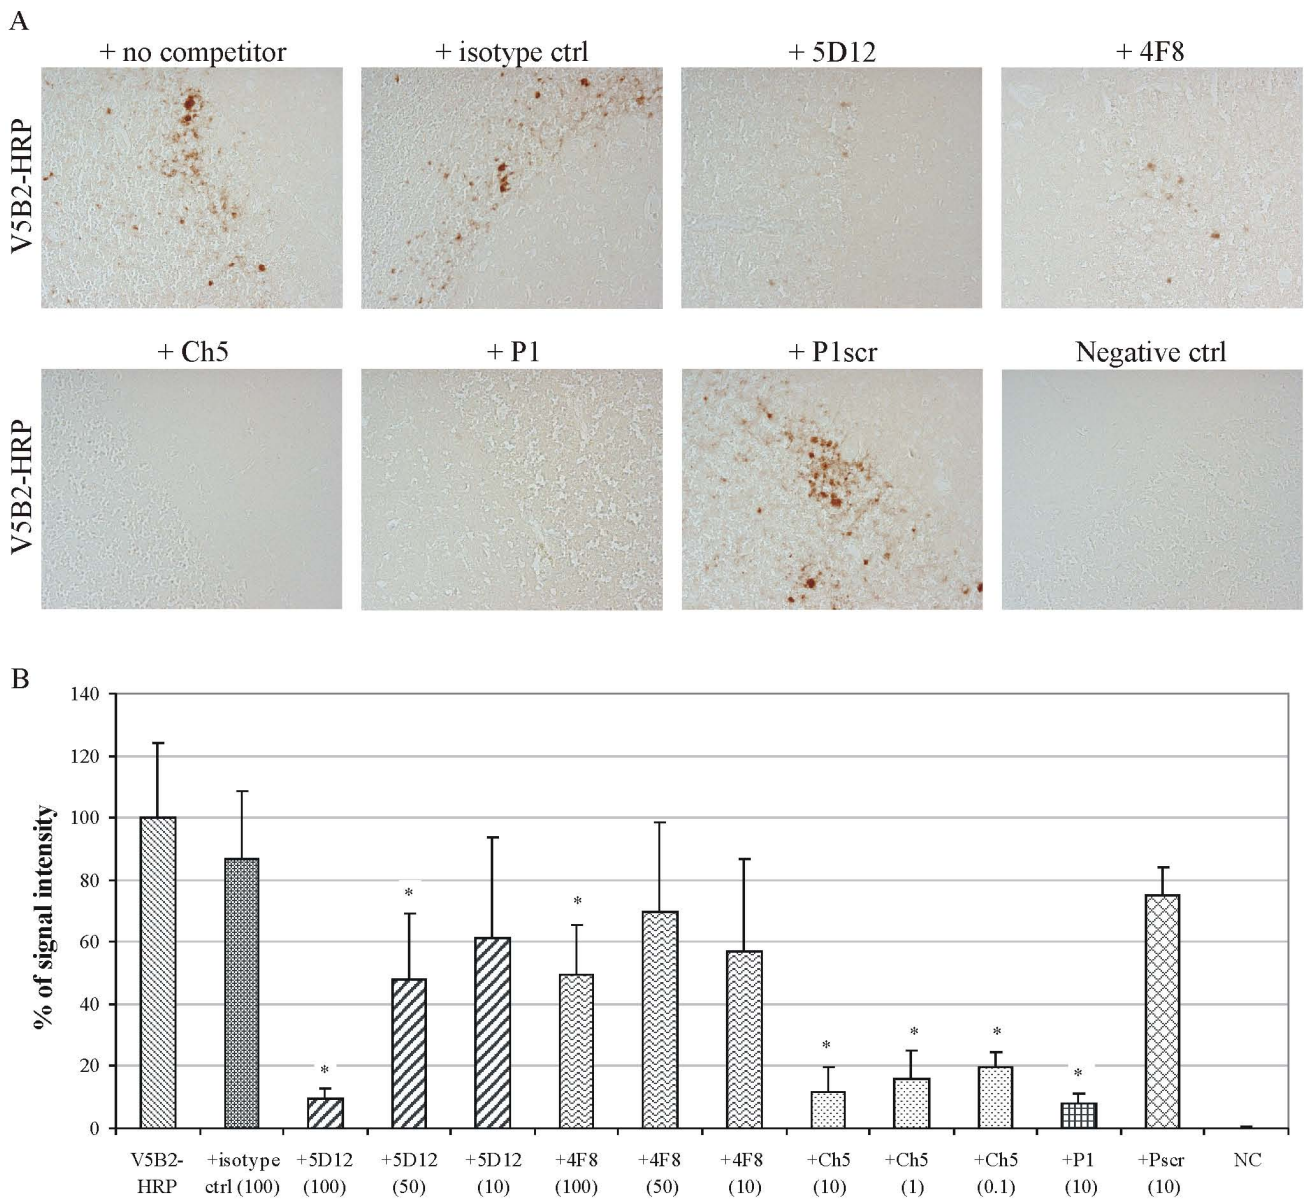 A
+ no competitor + isotype ctrl + 5D12 + 4F8
V5B2-HRP
+ Ch5 + P1 + P1scr Negative ctrl
V5B2-HRP
B
140
120
100
80
60
40
20
0
% of signal intensity
* * * * * * *
V5B2- +isotype +5D12 +5D12 +5D12 +4F8 +4F8 +4F8 +Ch5 +Ch5 +Ch5 +P1 +Pscr NC
HRP ctrl (100) (100) (50) (10) (100) (50) (10) (10) (1) (0.1) (10) (10)